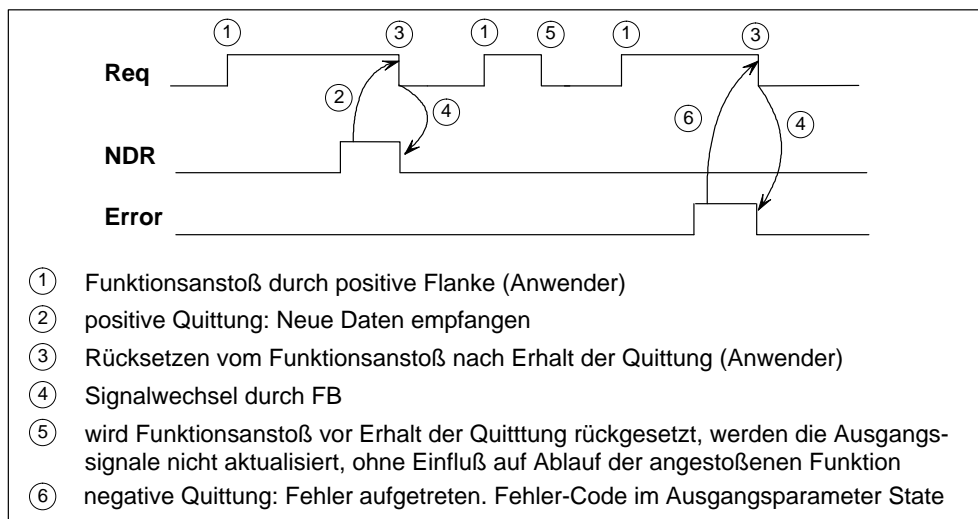 ① ③ ① ⑤ ① ③
Req
② ④ ⑥ ④
NDR
Error
① Funktionsanstoß durch positive Flanke (Anwender)
② positive Quittung: Neue Daten empfangen
③ Rücksetzen vom Funktionsanstoß nach Erhalt der Quittung (Anwender)
④ Signalwechsel durch FB
⑤ wird Funktionsanstoß vor Erhalt der Quitttung rückgesetzt, werden die Ausgangs-
signale nicht aktualisiert, ohne Einfluß auf Ablauf der angestoßenen Funktion
⑥ negative Quittung: Fehler aufgetreten. Fehler-Code im Ausgangsparameter State